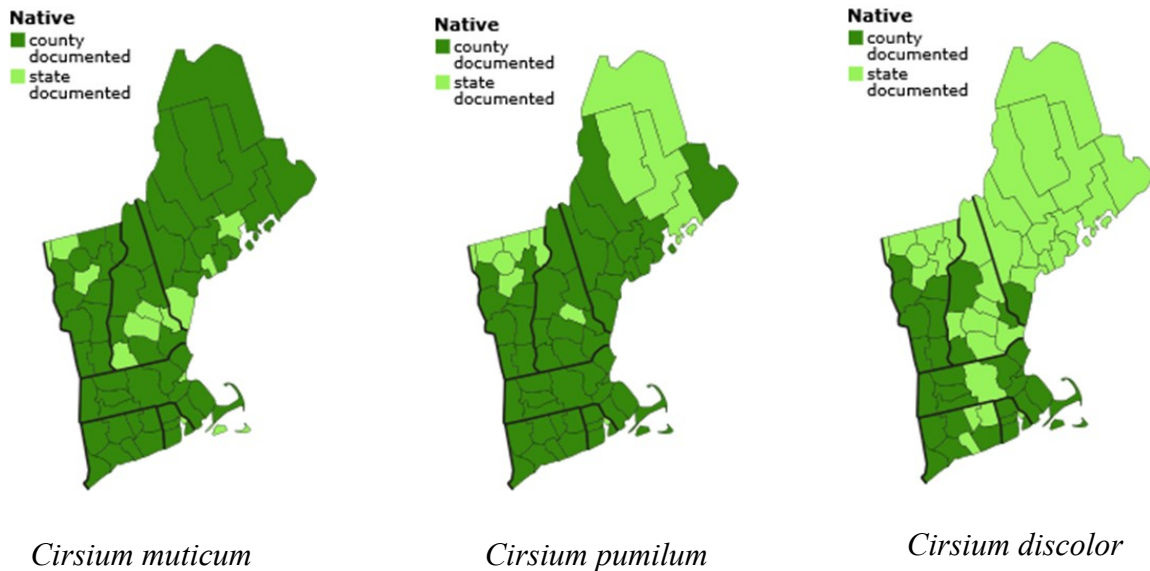 Native
county
documented
state
documented
Native
county
documented
state
documented
Native
county
documented
state
documented
Cirsium muticum
Cirsium pumilum
Cirsium discolor